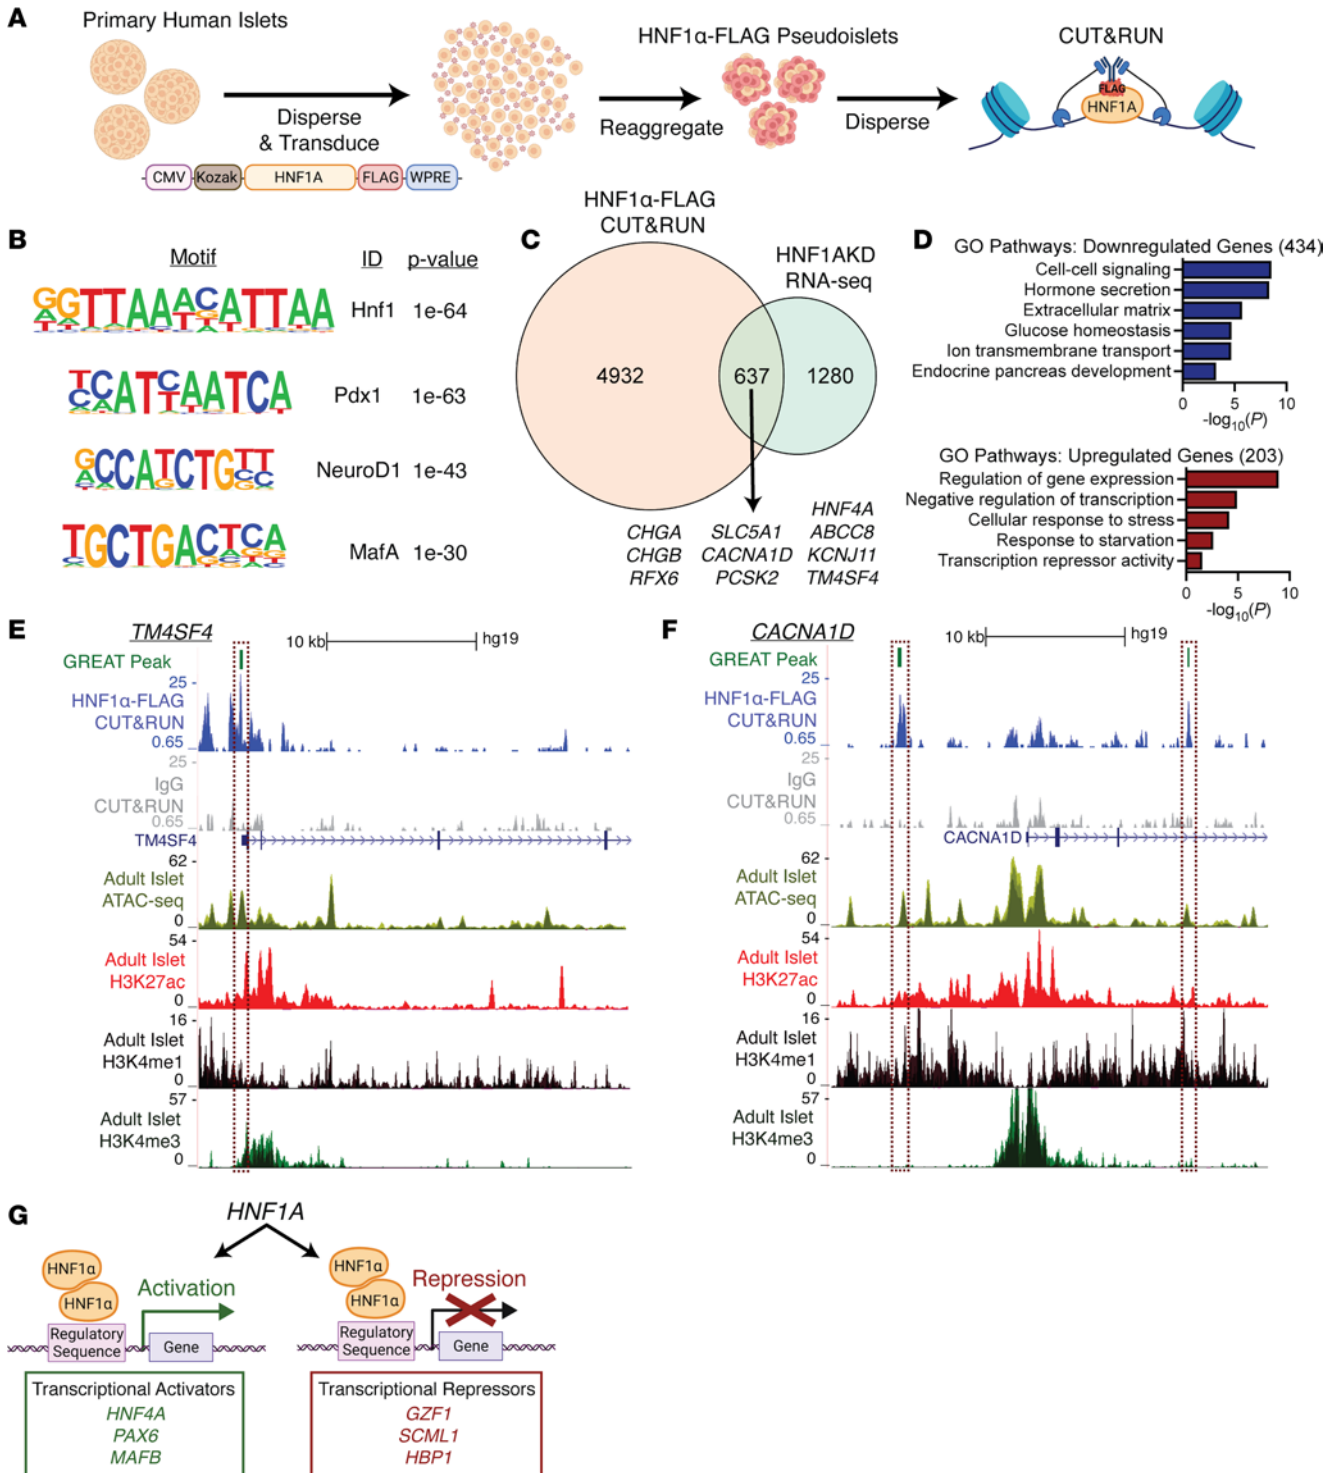 A
Primary Human Islets
Disperse
& Transduce
CMV Kozak HNF1A FLAG WPRE
Reaggregate
HNF1α-FLAG Pseudoislets
Disperse
CUT&RUN
FLAG
HNF1A
B
Motif ID p-value
GGTTAAACATTAA Hnf1 1e-64
TCATTAATCA Pdx1 1e-63
GCCATCTGTT NeuroD1 1e-43
TGCTGACTCA MafA 1e-30
C
HNF1α-FLAG
CUT&RUN
HNF1AKD
RNA-seq
4932 637 1280
CHGA SLC5A1 HNF4A
CHGB CACNA1D ABCC8
RFX6 PCSK2 KCNJ11
TM4SF4
D
GO Pathways: Downregulated Genes (434)
Cell-cell signaling
Hormone secretion
Extracellular matrix
Glucose homeostasis
Ion transmembrane transport
Endocrine pancreas development
0 5 10
-log10(P)
GO Pathways: Upregulated Genes (203)
Regulation of gene expression
Negative regulation of transcription
Cellular response to stress
Response to starvation
Transcription repressor activity
0 5 10
-log10(P)
E
TM4SF4
10 kb hg19
GREAT Peak
25
HNF1α-FLAG
CUT&RUN
0.65
25
IgG
CUT&RUN
0.65
TM4SF4
62
Adult Islet
ATAC-seq
0
54
Adult Islet
H3K27ac
0
16
Adult Islet
H3K4me1
0
57
Adult Islet
H3K4me3
0
F
CACNA1D
10 kb hg19
GREAT Peak
25
HNF1α-FLAG
CUT&RUN
0.65
25
IgG
CUT&RUN
0.65
CACNA1D
62
Adult Islet
ATAC-seq
0
54
Adult Islet
H3K27ac
0
16
Adult Islet
H3K4me1
0
57
Adult Islet
H3K4me3
0
G
HNF1A
HNF1α
HNF1α
Activation
Regulatory
Sequence
Gene
Transcriptional Activators
HNF4A
PAX6
MAFB
HNF1α
HNF1α
Repression
Regulatory
Sequence
Gene
Transcriptional Repressors
GZF1
SCML1
HBP1